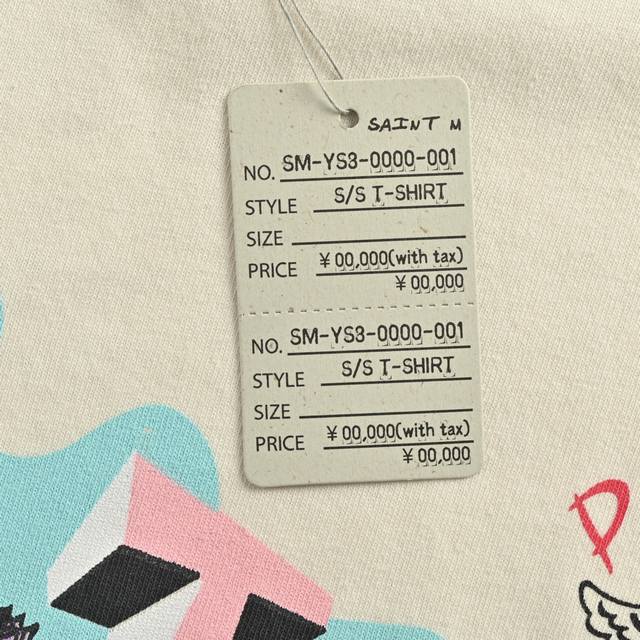 SAINT M
NO. SM-YS3-0000-001
STYLE S/S T-SHIRT
SIZE
PRICE ¥ 00,000(with tax)
¥ 00,000
NO. SM-YS3-0000-001
STYLE S/S T-SHIRT
SIZE
PRICE ¥ 00,000(with tax)
¥ 00,000
P